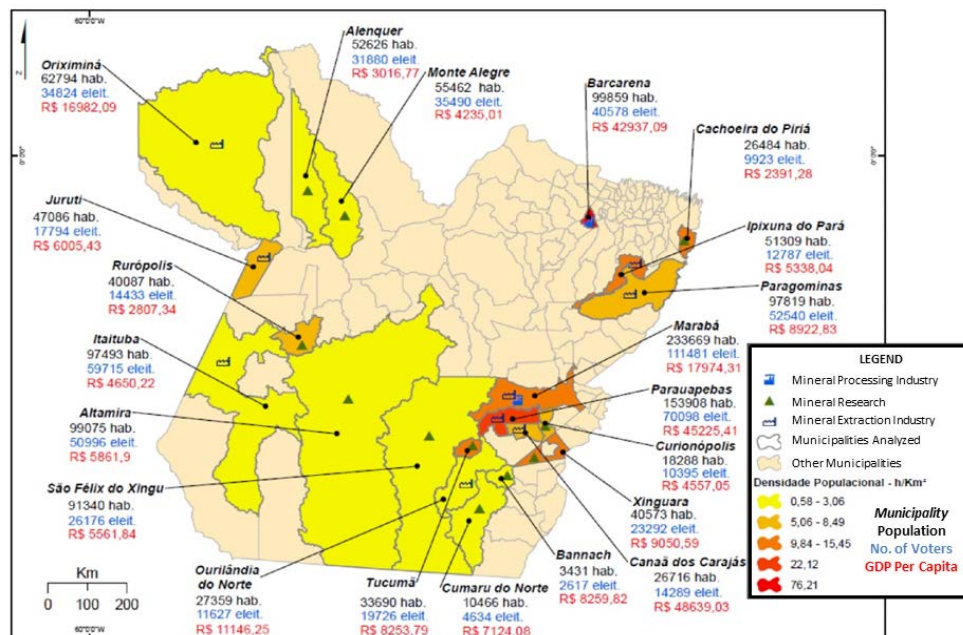 60°00'W
Alenquer
52626 hab.
31880 eleit.
R$ 3016,77
Oriximiná
62794 hab.
34824 eleit.
R$ 16982,09
Monte Alegre
55462 hab.
35490 eleit.
R$ 4235,01
Barcarena
99859 hab.
40578 eleit.
R$ 42937,09
Cachoeira do Piriá
26484 hab.
9923 eleit.
R$ 2391,28
Juruti
47086 hab.
17794 eleit.
R$ 6005,43
Ipixuna do Pará
51309 hab.
12787 eleit.
R$ 5338,04
Rurópolis
40087 hab.
14433 eleit.
R$ 2807,34
Paragominas
97819 hab.
52540 eleit.
R$ 8922,83
Itaituba
97493 hab.
59715 eleit.
R$ 4650,22
Marabá
233669 hab.
111481 eleit.
R$ 17974,31
Altamira
99075 hab.
50996 eleit.
R$ 5861,9
Parauapebas
153908 hab.
70098 eleit.
R$ 45225,41
Curionópolis
18288 hab.
10395 eleit.
R$ 4557,05
São Félix do Xingu
91340 hab.
26176 eleit.
R$ 5561,84
Xinguara
40573 hab.
23292 eleit.
R$ 9050,59
Ourilândia
do Norte
27359 hab.
11627 eleit.
R$ 11146,25
Tucumã
33690 hab.
19726 eleit.
R$ 8253,79
Cumaru do Norte
10466 hab.
4634 eleit.
R$ 7124,08
Bannach
3431 hab.
2617 eleit.
R$ 8259,82
Canaã dos Carajás
26716 hab.
14289 eleit.
R$ 48639,03
LEGEND
Mineral Processing Industry
Mineral Research
Mineral Extraction Industry
Municipalities Analyzed
Other Municipalities
Densidade Populacional - h/Km²
0,58 - 3,06
5,06 - 8,49
9,84 - 15,45
22,12
76,21
Municipality
Population
No. of Voters
GDP Per Capita
Km
0 100 200
60°00'W